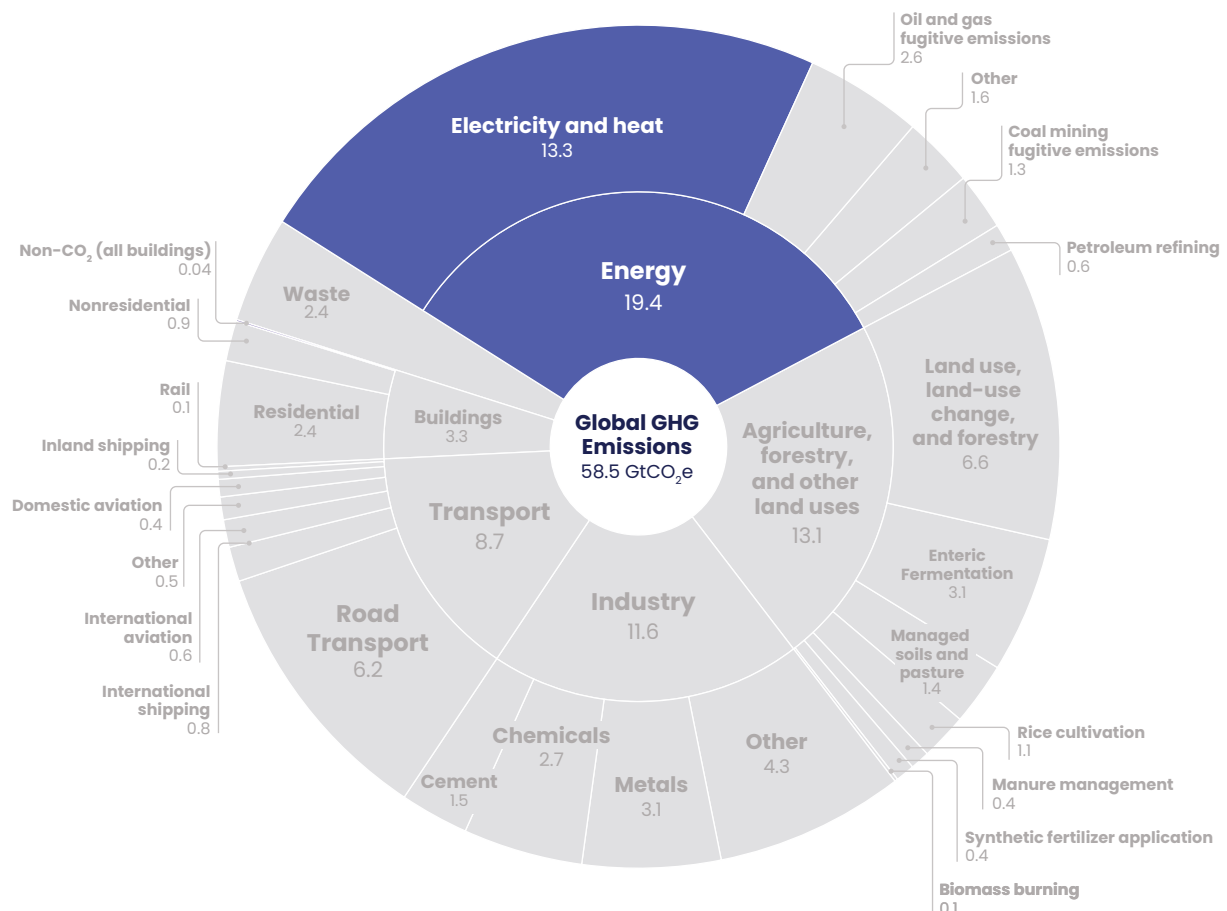 Oil and gas
fugitive emissions
2.6
Other
1.6
Coal mining
fugitive emissions
1.3
Petroleum refining
0.6
Electricity and heat
13.3
Energy
19.4
Non-CO₂ (all buildings)
0.04
Nonresidential
0.9
Waste
2.4
Rail
0.1
Inland shipping
0.2
Domestic aviation
0.4
Other
0.5
International
aviation
0.6
International
shipping
0.8
Residential
2.4
Buildings
3.3
Global GHG
Emissions
58.5 GtCO₂e
Agriculture,
forestry,
and other
land uses
13.1
Land use,
land-use
change,
and forestry
6.6
Transport
8.7
Enteric
Fermentation
3.1
Road
Transport
6.2
Industry
11.6
Managed
soils and
pasture
1.4
Cement
1.5
Chemicals
2.7
Metals
3.1
Other
4.3
Rice cultivation
1.1
Manure management
0.4
Synthetic fertilizer application
0.4
Biomass burning
0.1